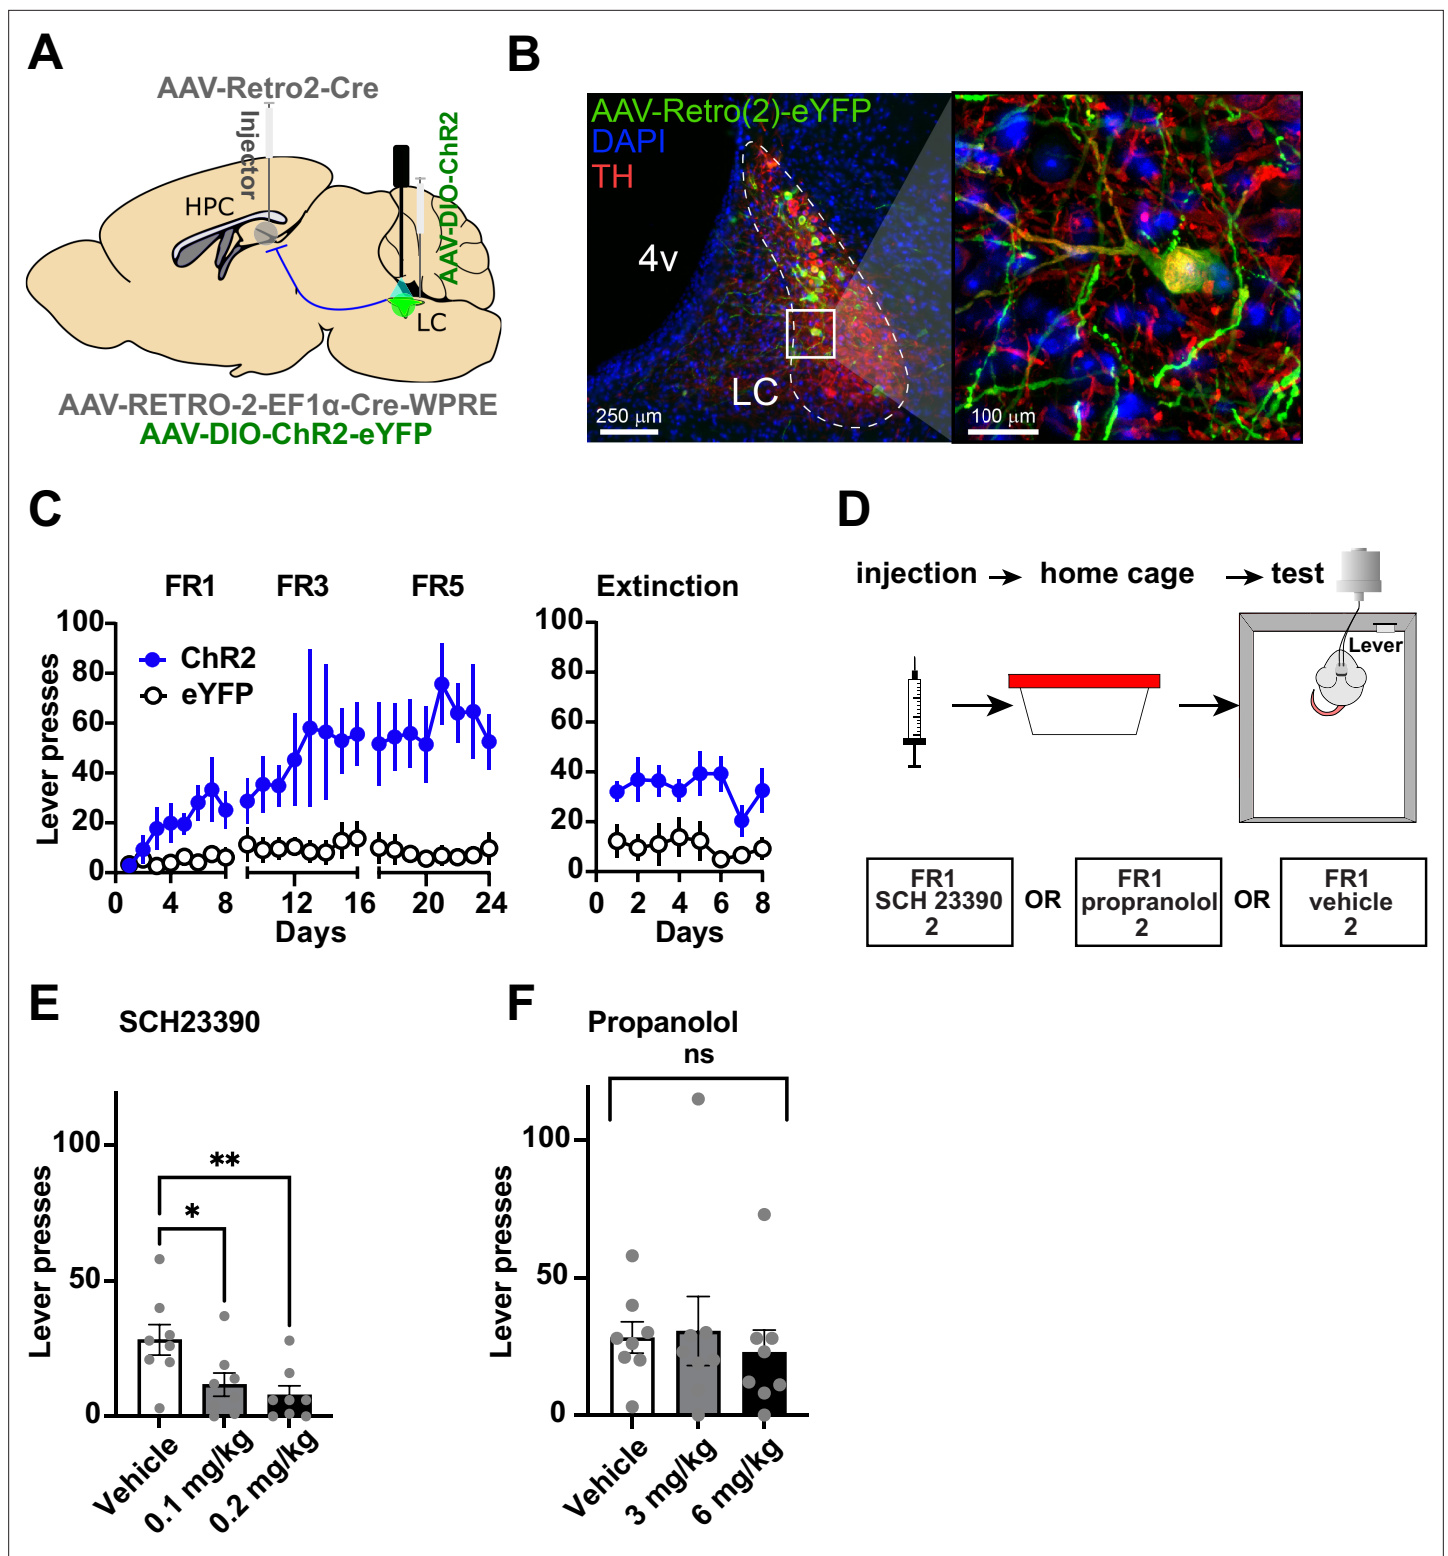 A
AAV-Retro2-Cre
Injector
AAV-DIO-ChR2
HPC
LC
AAV-RETRO-2-EF1α-Cre-WPRE
AAV-DIO-ChR2-eYFP
B
AAV-Retro(2)-eYFP
DAPI
TH
4v
LC
250 μm
100 μm
C
FR1 FR3 FR5
Lever presses
100
80
60
40
20
0
ChR2
eYFP
0 4 8 12 16 20 24
Days
Extinction
100
80
60
40
20
0
0 2 4 6 8
Days
D
injection home cage test
Lever
FR1
SCH 23390
2
OR
FR1
propranolol
2
OR
FR1
vehicle
2
E
SCH23390
Lever presses
100
50
0
**
*
Vehicle
0.1 mg/kg
0.2 mg/kg
F
Propanolol
ns
Lever presses
100
50
0
Vehicle
3 mg/kg
6 mg/kg